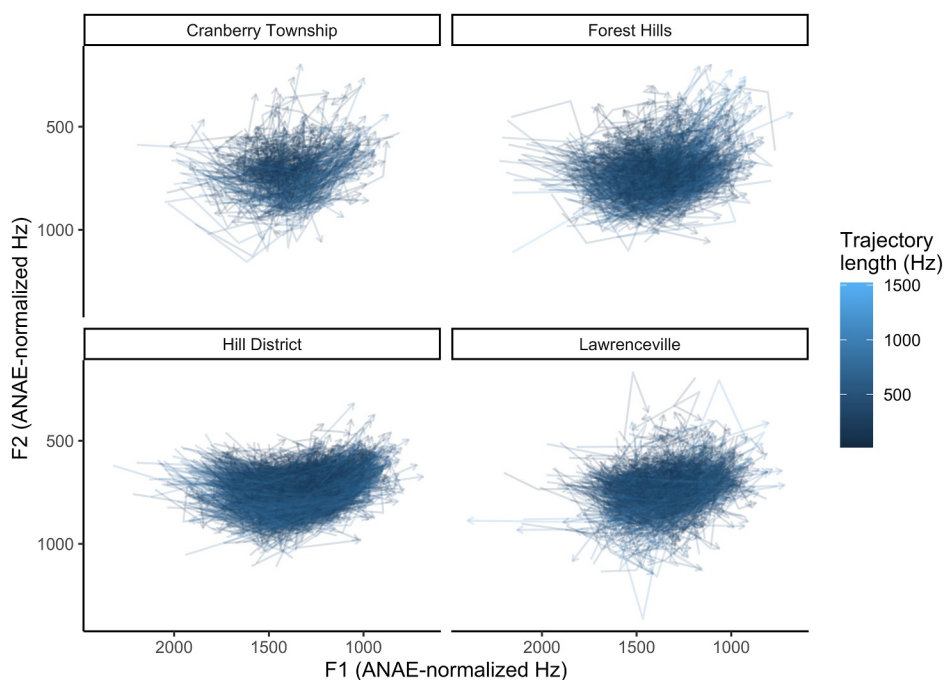 Cranberry Township
Forest Hills
500
1000
Hill District
Lawrenceville
500
1000
2000
1500
1000
2000
1500
1000
F1 (ANAE-normalized Hz)
F2 (ANAE-normalized Hz)
Trajectory
length (Hz)
1500
1000
500